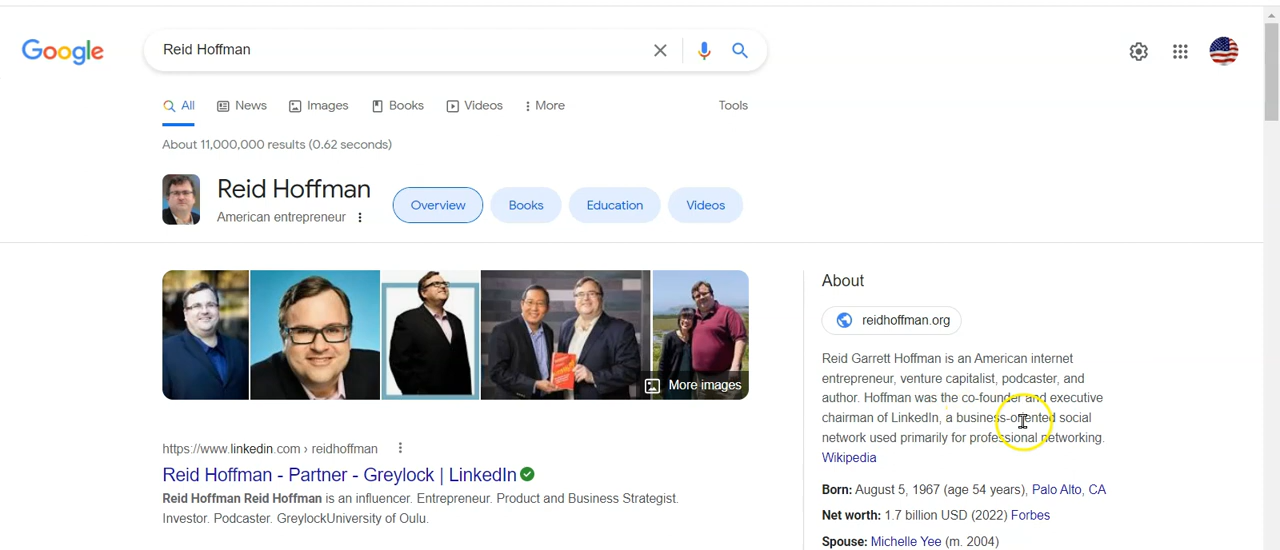 Google
Reid Hoffman
All News Images Books Videos More Tools
About 11,000,000 results (0.62 seconds)
Reid Hoffman
American entrepreneur
Overview Books Education Videos
More images
https://www.linkedin.com › reidhoffman
Reid Hoffman - Partner - Greylock | LinkedIn
Reid Hoffman Reid Hoffman is an influencer. Entrepreneur. Product and Business Strategist.
Investor. Podcaster. GreylockUniversity of Oulu.
About
reidhoffman.org
Reid Garrett Hoffman is an American internet
entrepreneur, venture capitalist, podcaster, and
author. Hoffman was the co-founder and executive
chairman of LinkedIn, a business-oriented social
network used primarily for professional networking.
Wikipedia
Born: August 5, 1967 (age 54 years), Palo Alto, CA
Net worth: 1.7 billion USD (2022) Forbes
Spouse: Michelle Yee (m. 2004)